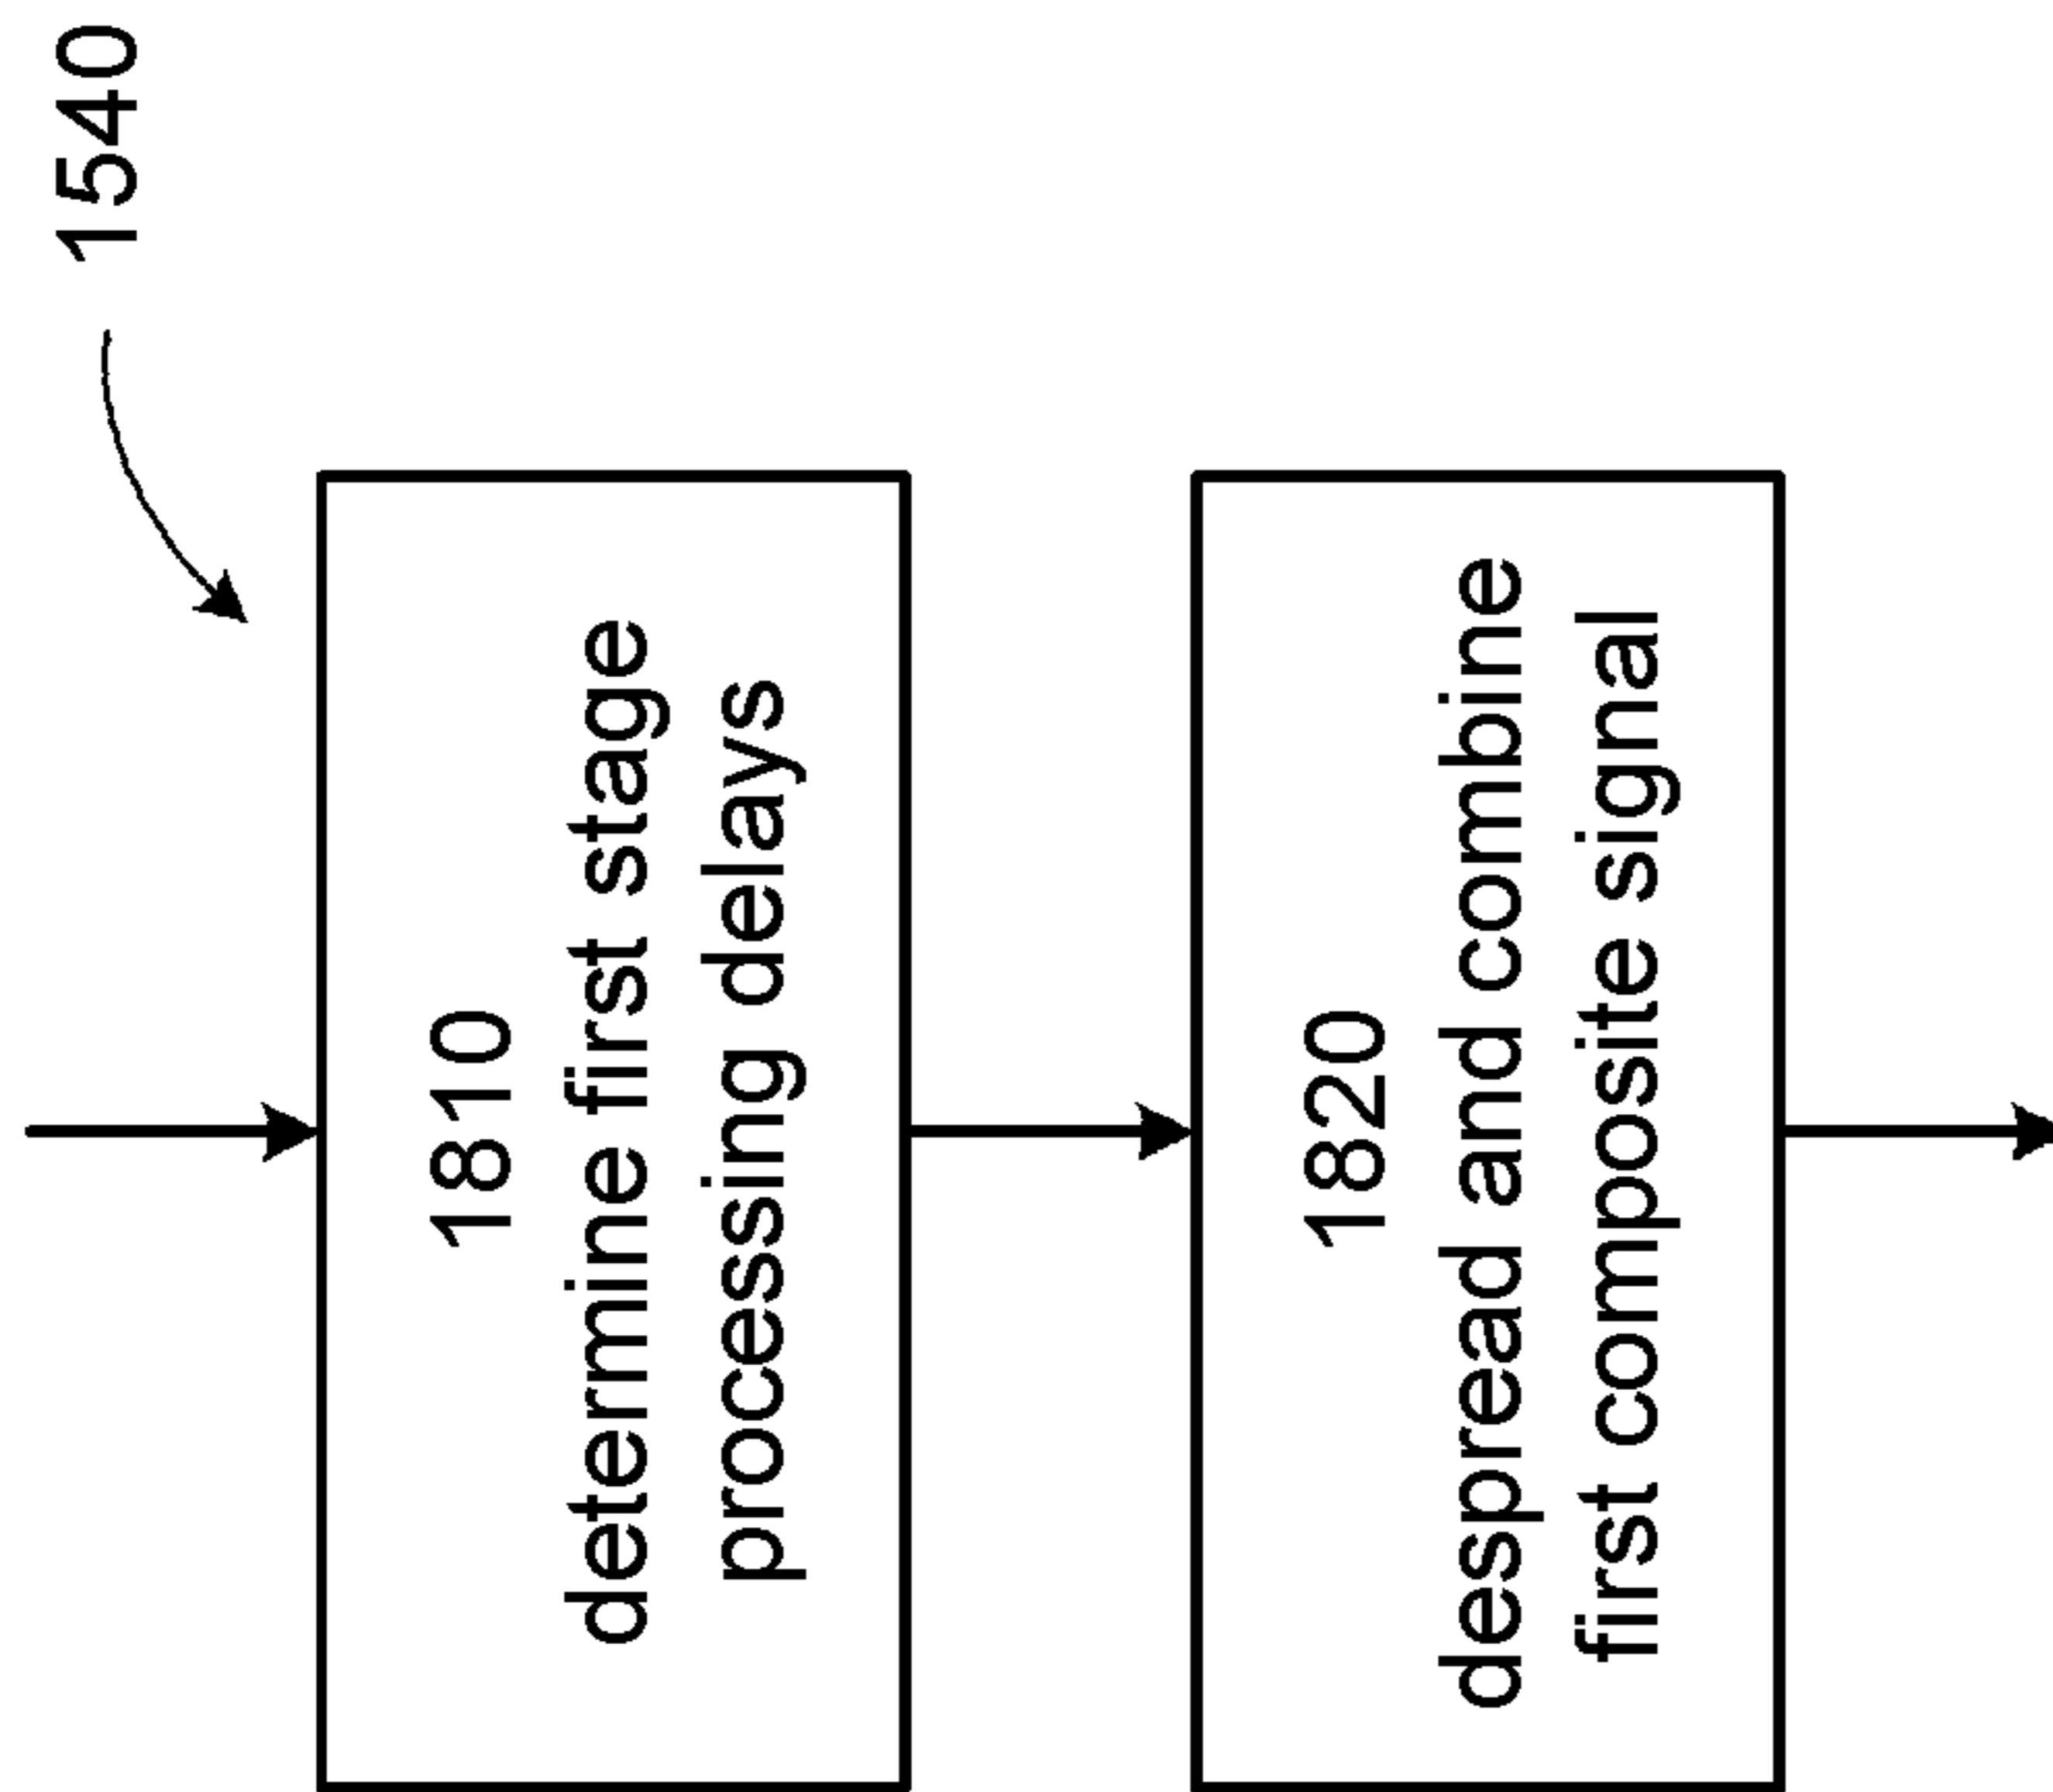 1540
1810
determine first stage
processing delays
1820
despread and combine
first composite signal